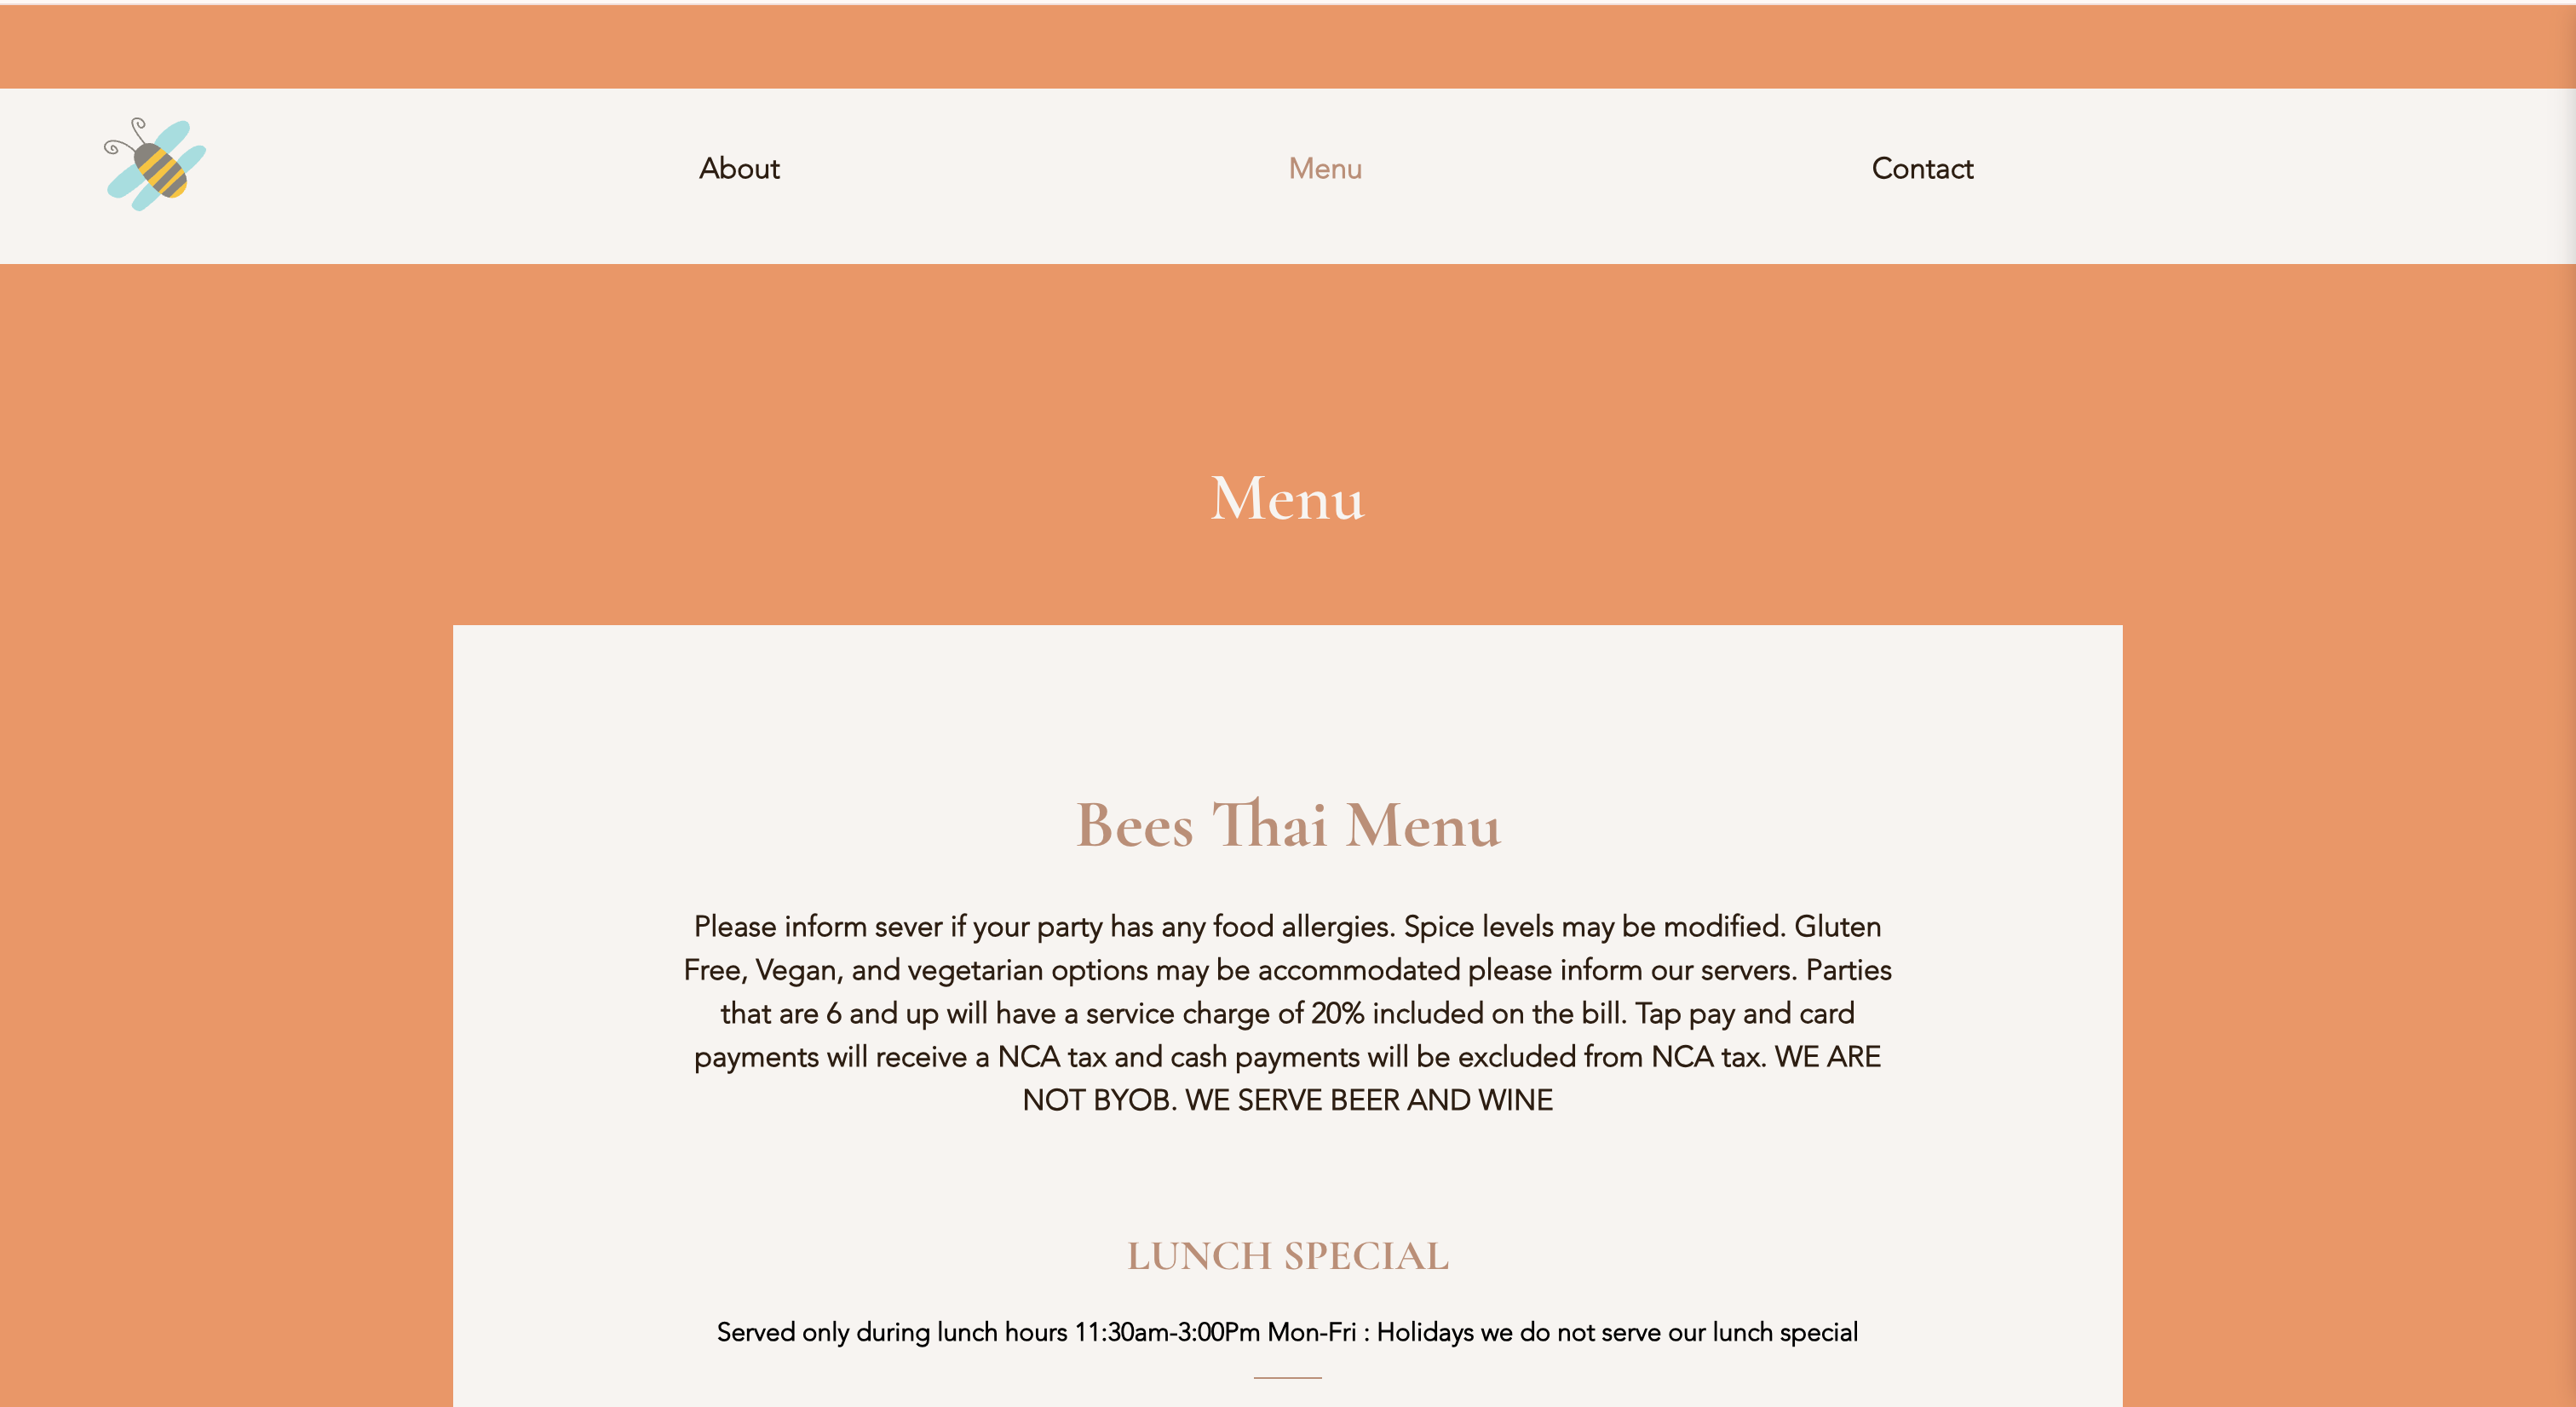 About
Menu
Contact
Menu
Bees Thai Menu
Please inform sever if your party has any food allergies. Spice levels may be modified. Gluten
Free, Vegan, and vegetarian options may be accommodated please inform our servers. Parties
that are 6 and up will have a service charge of 20% included on the bill. Tap pay and card
payments will receive a NCA tax and cash payments will be excluded from NCA tax. WE ARE
NOT BYOB. WE SERVE BEER AND WINE
LUNCH SPECIAL
Served only during lunch hours 11:30am-3:00Pm Mon-Fri : Holidays we do not serve our lunch special